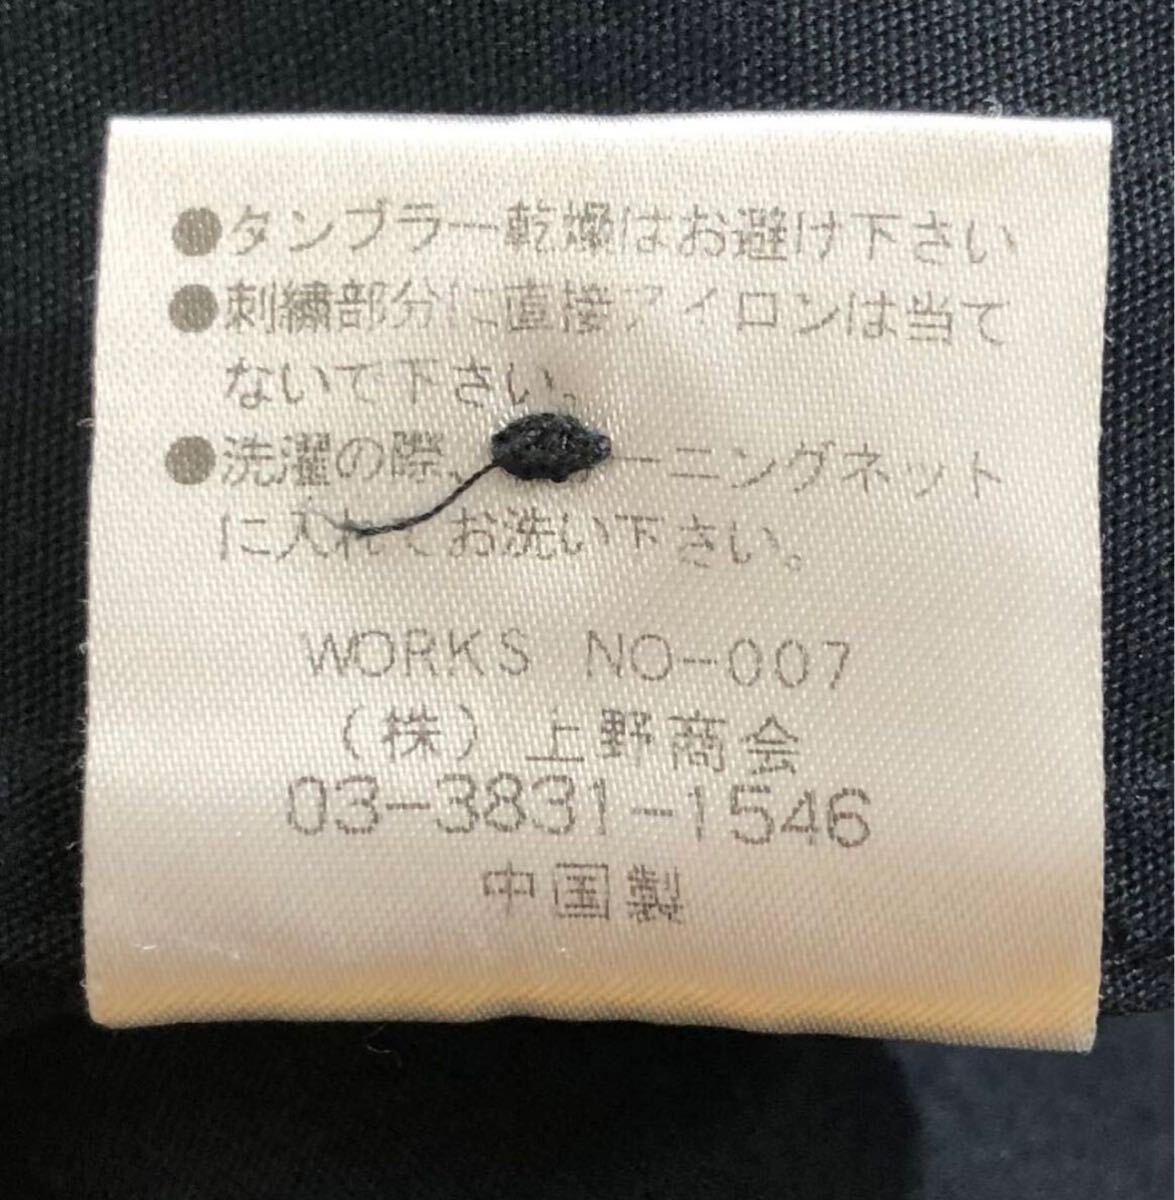 ●タンブラー乾燥はお避け下さい
●刺繍部分に直接アイロンは当て
ないで下さい。
●洗濯の際、ーニングネット
に入れてお洗い下さい。
WORKS NO-007
(株)上野商会
03-3831-1546
中国製